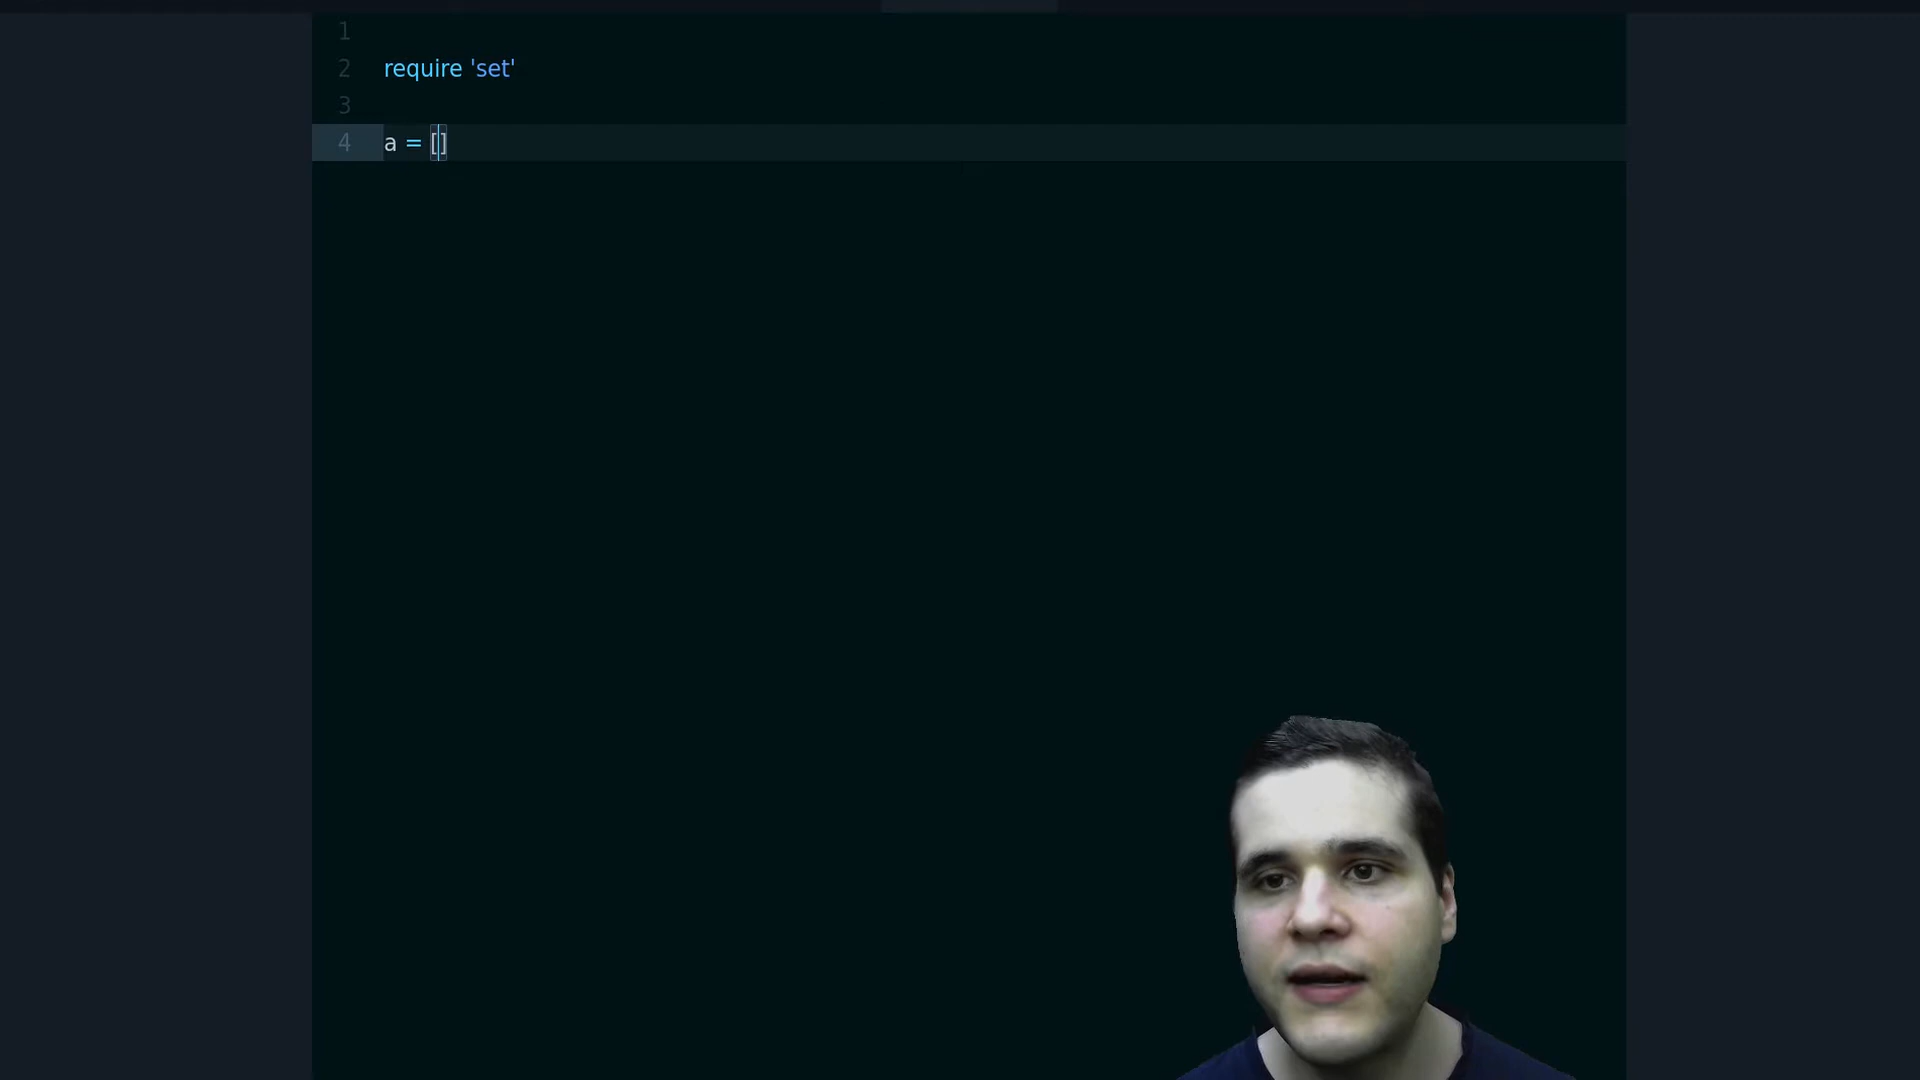 1
2 require 'set'
3
4 a = []